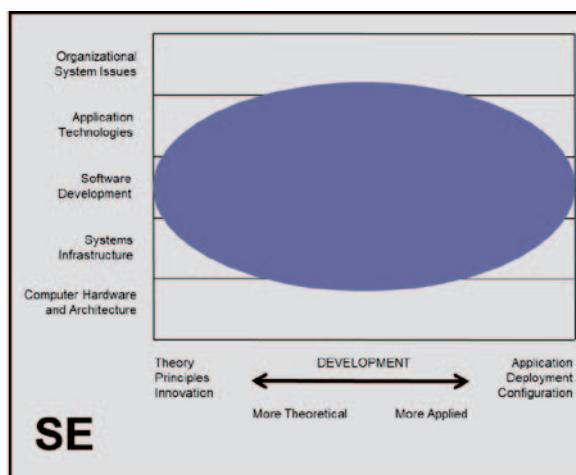 Organizational
System Issues
Application
Technologies
Software
Development
Systems
Infrastructure
Computer Hardware
and Architecture
Theory
Principles
Innovation
DEVELOPMENT
Application
Deployment
Configuration
More Theoretical
More Applied
SE